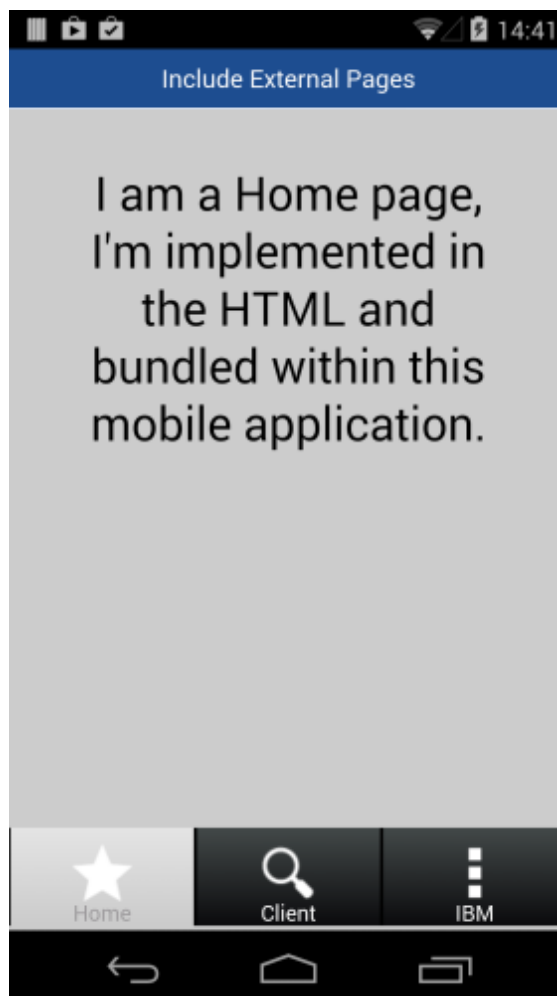 14:41
Include External Pages
I am a Home page,
I'm implemented in
the HTML and
bundled within this
mobile application.
Home
Client
IBM